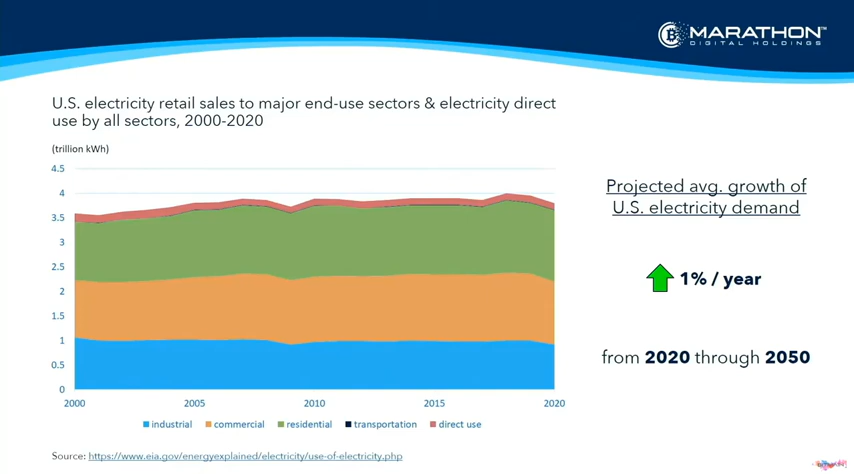 MARATHON™
DIGITAL HOLDINGS
U.S. electricity retail sales to major end-use sectors & electricity direct
use by all sectors, 2000-2020
(trillion kWh)
4.5
4
3.5
3
2.5
2
1.5
1
0.5
0
2000 2005 2010 2015 2020
industrial commercial residential transportation direct use
Projected avg. growth of
U.S. electricity demand
1% / year
from 2020 through 2050
Source: https://www.eia.gov/energyexplained/electricity/use-of-electricity.php